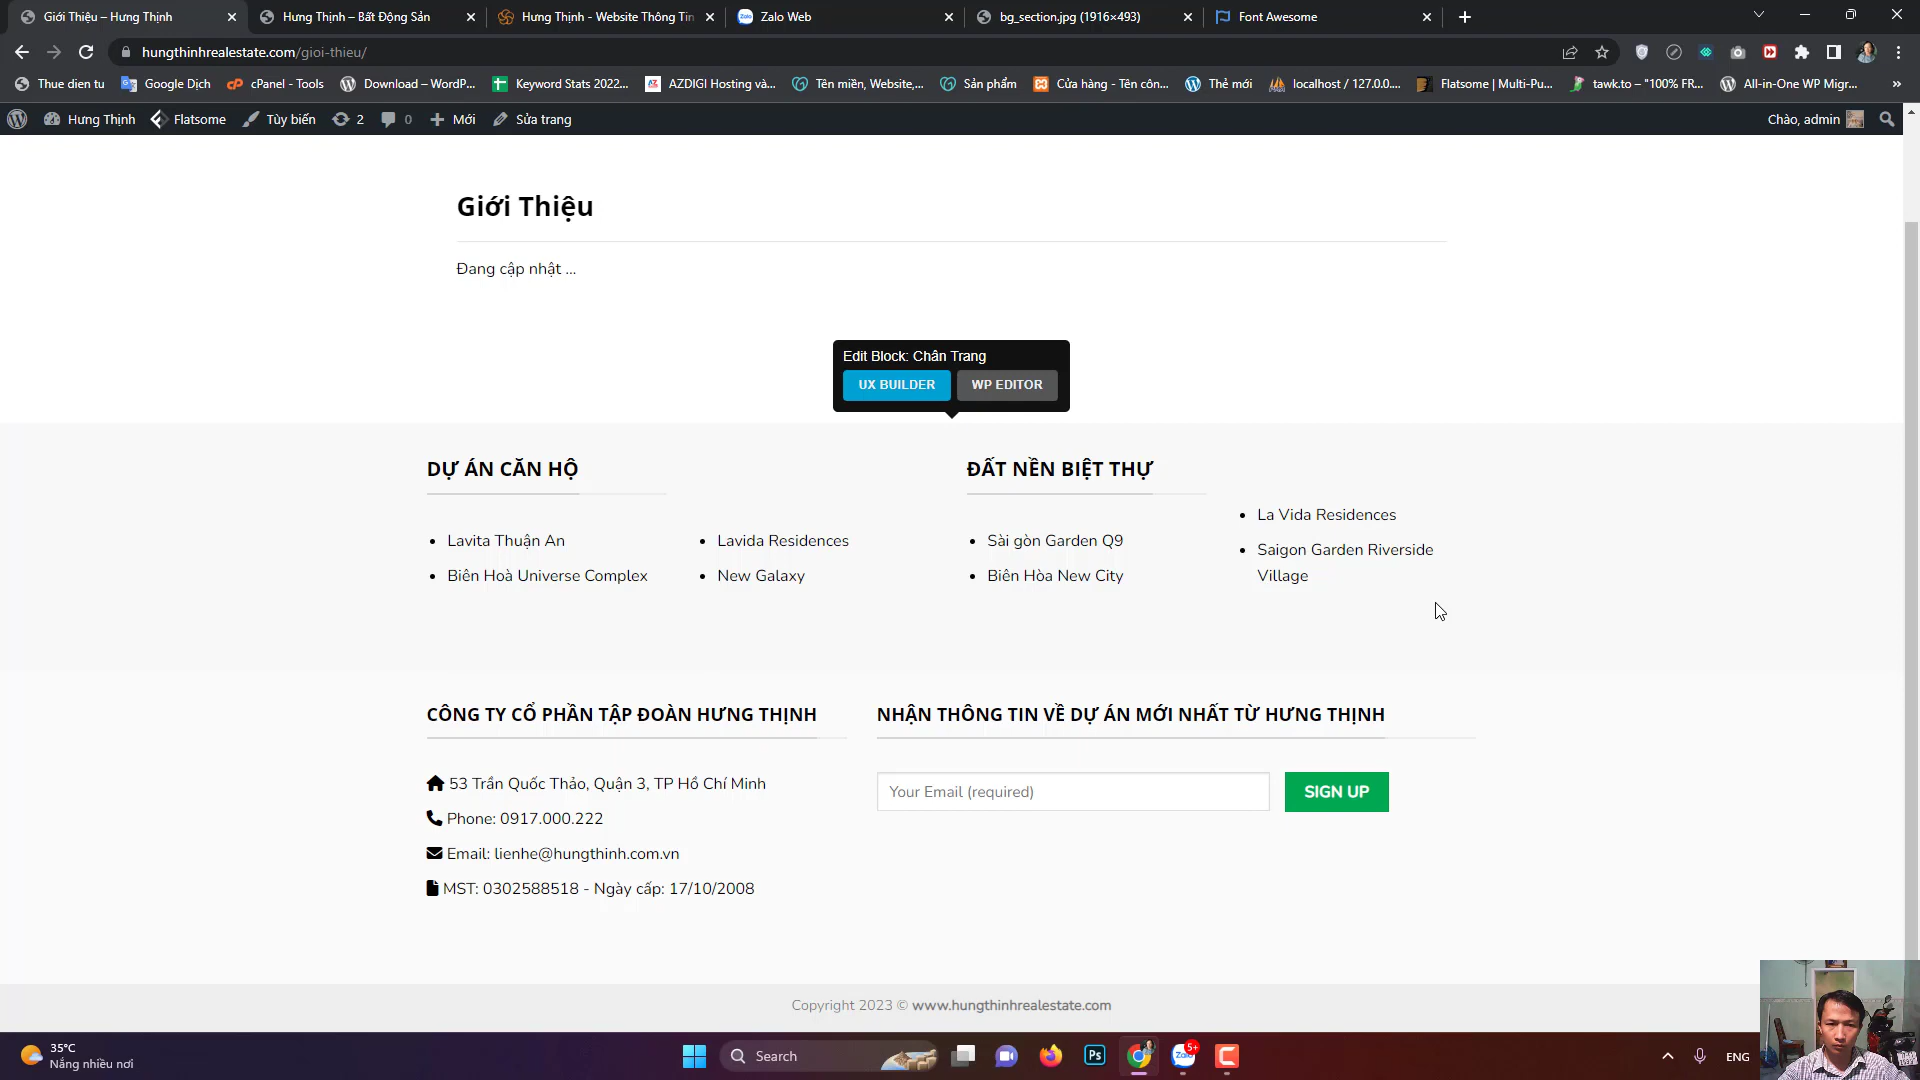 Giới Thiệu – Hưng Thịnh
Hưng Thịnh – Bất Động Sản
Hưng Thịnh - Website Thông Tin
Zalo Web
bg_section.jpg (1916×493)
Font Awesome
hungthinhrealestate.com/gioi-thieu/
Thue dien tu
Google Dịch
cPanel - Tools
Download – WordP...
Keyword Stats 2022...
AZDIGI Hosting và...
Tên miền, Website,...
Sản phẩm
Cửa hàng - Tên côn...
Thẻ mới
localhost / 127.0.0....
Flatsome | Multi-Pu...
tawk.to – "100% FR...
All-in-One WP Migr...
»
Hưng Thịnh
Flatsome
Tùy biến
2
0
Mới
Sửa trang
Chào, admin
Giới Thiệu
Đang cập nhật ...
Edit Block: Chân Trang
UX BUILDER
WP EDITOR
DỰ ÁN CĂN HỘ
Lavita Thuận An
Biên Hoà Universe Complex
Lavida Residences
New Galaxy
ĐẤT NỀN BIỆT THỰ
Sài gòn Garden Q9
Biên Hòa New City
La Vida Residences
Saigon Garden Riverside
Village
CÔNG TY CỔ PHẦN TẬP ĐOÀN HƯNG THỊNH
53 Trần Quốc Thảo, Quận 3, TP Hồ Chí Minh
Phone: 0917.000.222
Email: lienhe@hungthinh.com.vn
MST: 0302588518 - Ngày cấp: 17/10/2008
NHẬN THÔNG TIN VỀ DỰ ÁN MỚI NHẤT TỪ HƯNG THỊNH
Your Email (required)
SIGN UP
Copyright 2023 © www.hungthinhrealestate.com
35°C
Nắng nhiều nơi
Search
Ps
Zalo
5+
ENG